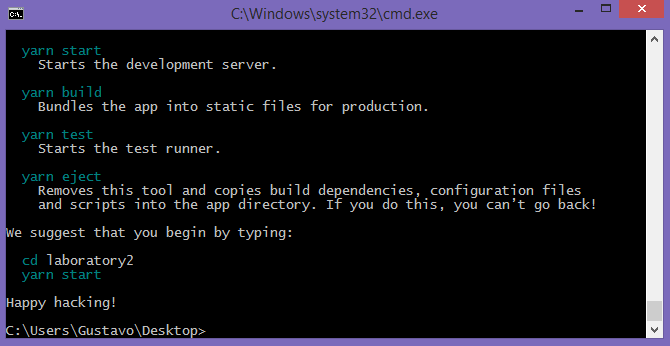 C:\Windows\system32\cmd.exe
yarn start
Starts the development server.
yarn build
Bundles the app into static files for production.
yarn test
Starts the test runner.
yarn eject
Removes this tool and copies build dependencies, configuration files
and scripts into the app directory. If you do this, you can't go back!
We suggest that you begin by typing:
cd laboratory2
yarn start
Happy hacking!
C:\Users\Gustavo\Desktop>